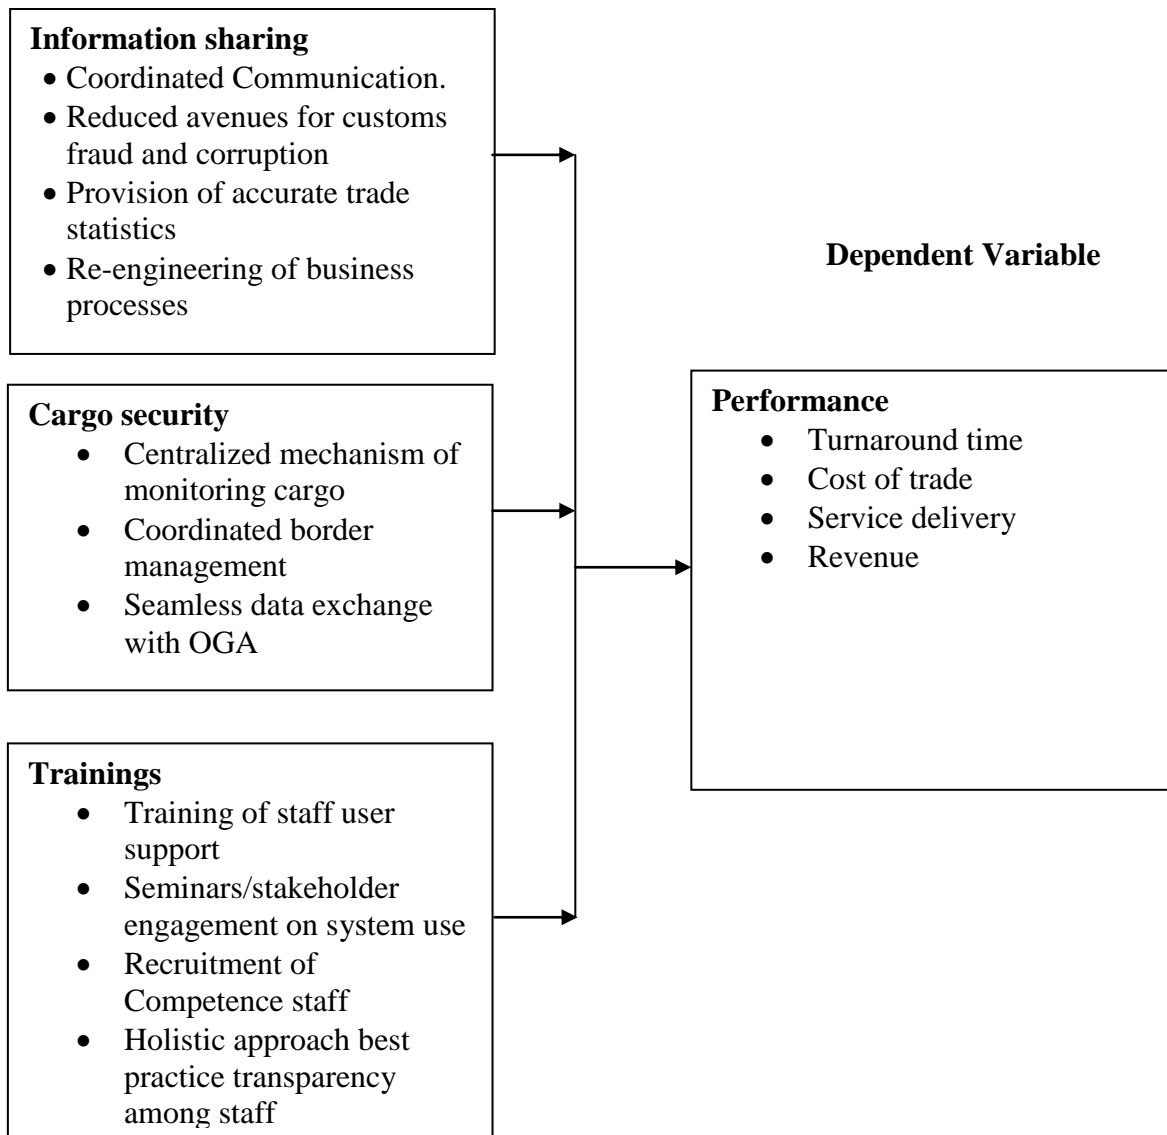 Information sharing
• Coordinated Communication.
• Reduced avenues for customs
fraud and corruption
• Provision of accurate trade
statistics
• Re-engineering of business
processes
Cargo security
• Centralized mechanism of
monitoring cargo
• Coordinated border
management
• Seamless data exchange
with OGA
Trainings
• Training of staff user
support
• Seminars/stakeholder
engagement on system use
• Recruitment of
Competence staff
• Holistic approach best
practice transparency
among staff
Dependent Variable
Performance
• Turnaround time
• Cost of trade
• Service delivery
• Revenue